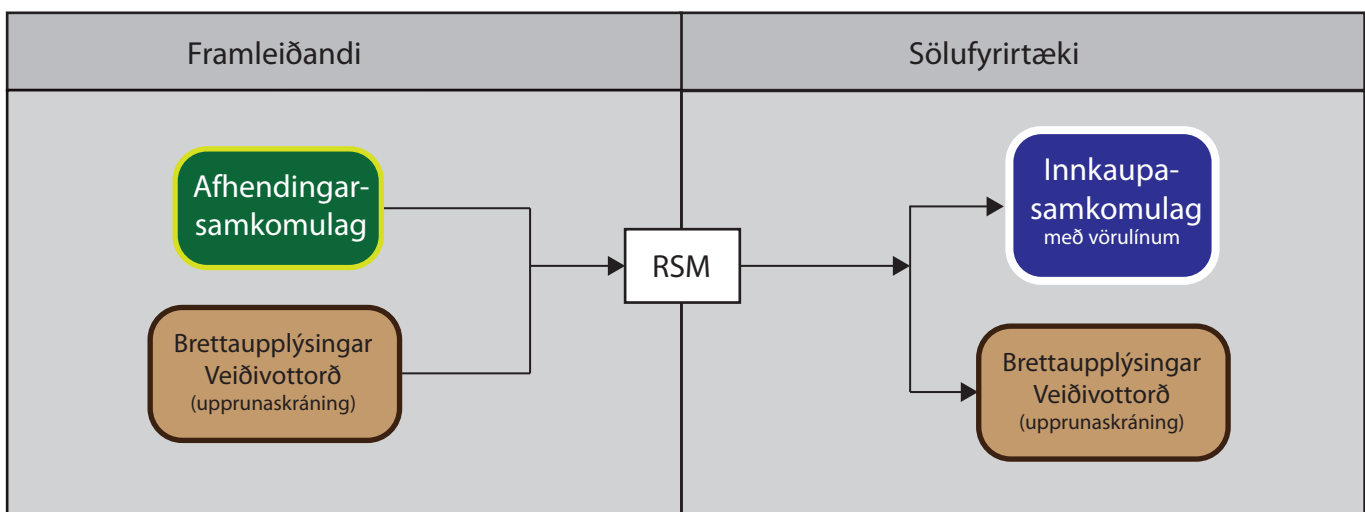 Framleiðandi
Sölufyrirtæki
Afhendingar-
samkomulag
Brettaupplýsingar
Veiðivottorð
(upprunaskráning)
RSM
Innkaupa-
samkomulag
með vörulínum
Brettaupplýsingar
Veiðivottorð
(upprunaskráning)